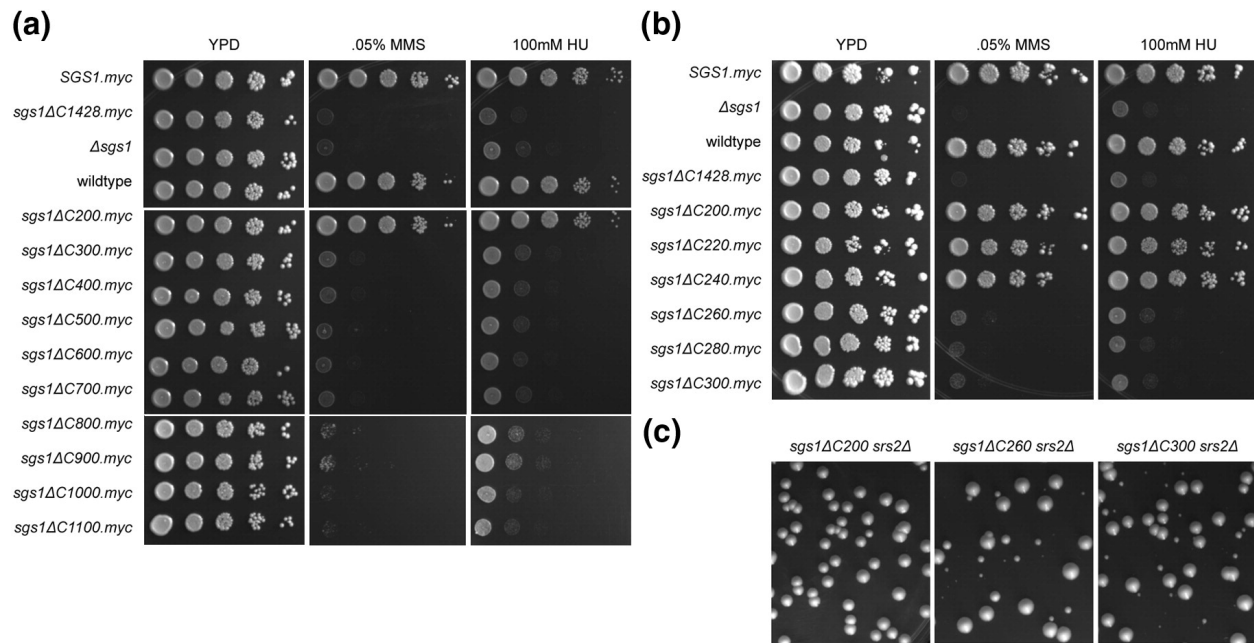 (a)
YPD .05% MMS 100mM HU
SGS1.myc
sgs1ΔC1428.myc
Δsgs1
wildtype
sgs1ΔC200.myc
sgs1ΔC300.myc
sgs1ΔC400.myc
sgs1ΔC500.myc
sgs1ΔC600.myc
sgs1ΔC700.myc
sgs1ΔC800.myc
sgs1ΔC900.myc
sgs1ΔC1000.myc
sgs1ΔC1100.myc
(b)
YPD .05% MMS 100mM HU
SGS1.myc
Δsgs1
wildtype
sgs1ΔC1428.myc
sgs1ΔC200.myc
sgs1ΔC220.myc
sgs1ΔC240.myc
sgs1ΔC260.myc
sgs1ΔC280.myc
sgs1ΔC300.myc
(c)
sgs1ΔC200 srs2Δ sgs1ΔC260 srs2Δ sgs1ΔC300 srs2Δ